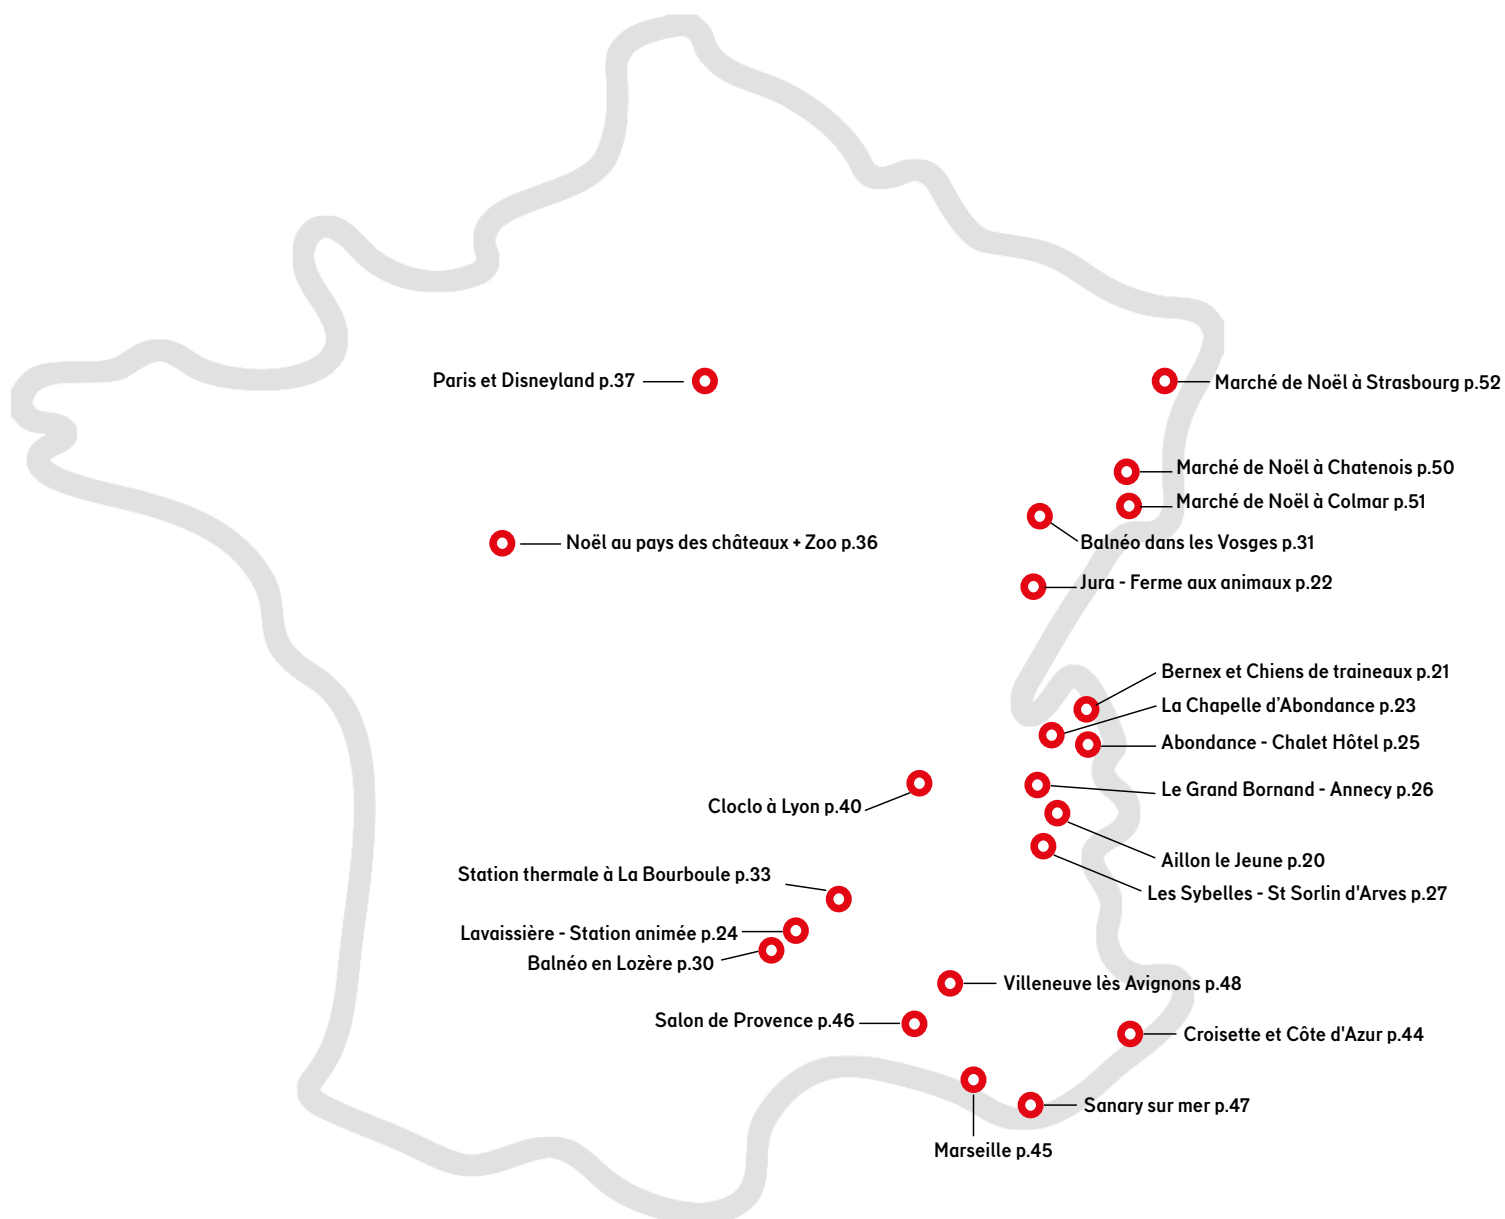 Paris et Disneyland p.37
Marché de Noël à Strasbourg p.52
Marché de Noël à Chatenois p.50
Marché de Noël à Colmar p.51
Noël au pays des châteaux + Zoo p.36
Balnéo dans les Vosges p.31
Jura - Ferme aux animaux p.22
Bernex et Chiens de traineaux p.21
La Chapelle d'Abondance p.23
Abondance - Chalet Hôtel p.25
Le Grand Bornand - Annecy p.26
Cloclo à Lyon p.40
Aillon le Jeune p.20
Station thermale à La Bourboule p.33
Les Sybelles - St Sorlin d'Arves p.27
Lavaissière - Station animée p.24
Balnéo en Lozère p.30
Villeneuve lès Avignons p.48
Salon de Provence p.46
Croisette et Côte d'Azur p.44
Sanary sur mer p.47
Marseille p.45